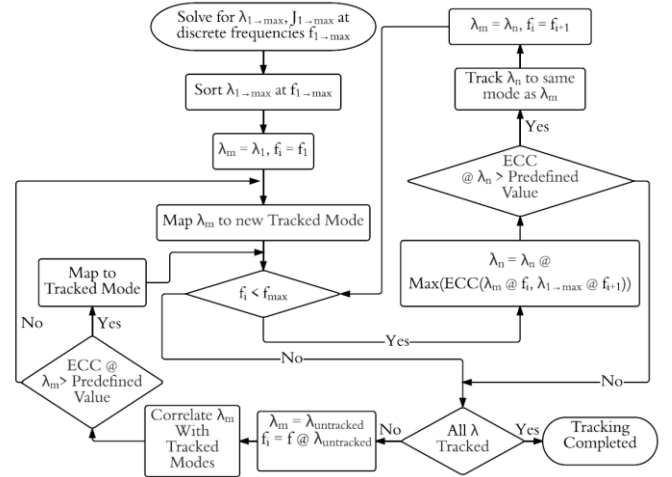 Solve for λ₁→max, J₁→max at
discrete frequencies f₁→max
Sort λ₁→max at f₁→max
λm = λ₁, fi = f₁
Map λm to new Tracked Mode
Map to
Tracked Mode
fi < fmax
No
Yes
ECC @
λm> Predefined
Value
Correlate λm
With
Tracked
Modes
λm = λuntracked
fi = f @ λuntracked
No
All λ
Tracked
Yes
Tracking
Completed
No
Yes
No
λn = λn @
Max(ECC(λm @ fi, λ₁→max @ fi+1))
ECC
@ λn > Predefined
Value
Yes
Track λn to same
mode as λm
λm = λn, fi = fi+1